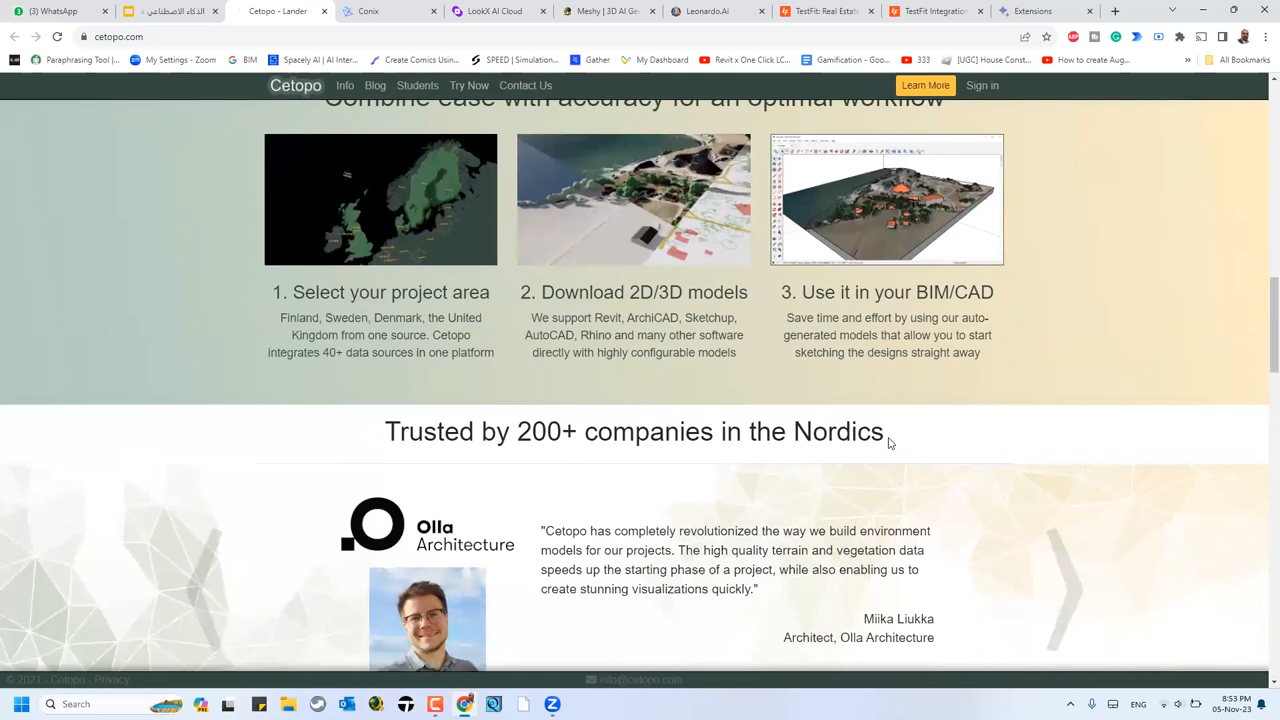 (3) WhatsApp
الذكاء الاصطناعي
Cetopo - Lander
Conix
LookX AI Cloud
Meshy | 3D AI Ge
Leonardo.Ai
TestFit: Real Estate
TestFit Integration
Extensions
cetopo.com
Paraphrasing Tool |...
My Settings - Zoom
BIM
Spacely AI | AI Inter...
Create Comics Using...
SPEED | Simulation...
Gather
My Dashboard
Revit x One Click LC...
Gamification - Goo...
333
[UGC] House Const...
How to create Aug...
All Bookmarks
Cetopo
Info
Blog
Students
Try Now
Contact Us
Learn More
Sign in
Combine ease with accuracy for an optimal workflow
1. Select your project area
Finland, Sweden, Denmark, the United
Kingdom from one source. Cetopo
integrates 40+ data sources in one platform
2. Download 2D/3D models
We support Revit, ArchiCAD, Sketchup,
AutoCAD, Rhino and many other software
directly with highly configurable models
3. Use it in your BIM/CAD
Save time and effort by using our auto-
generated models that allow you to start
sketching the designs straight away
Trusted by 200+ companies in the Nordics
Olla
Architecture
"Cetopo has completely revolutionized the way we build environment
models for our projects. The high quality terrain and vegetation data
speeds up the starting phase of a project, while also enabling us to
create stunning visualizations quickly."
Miika Liukka
Architect, Olla Architecture
© 2021 - Cetopo - Privacy
info@cetopo.com
Search
ENG
8:53 PM
05-Nov-23